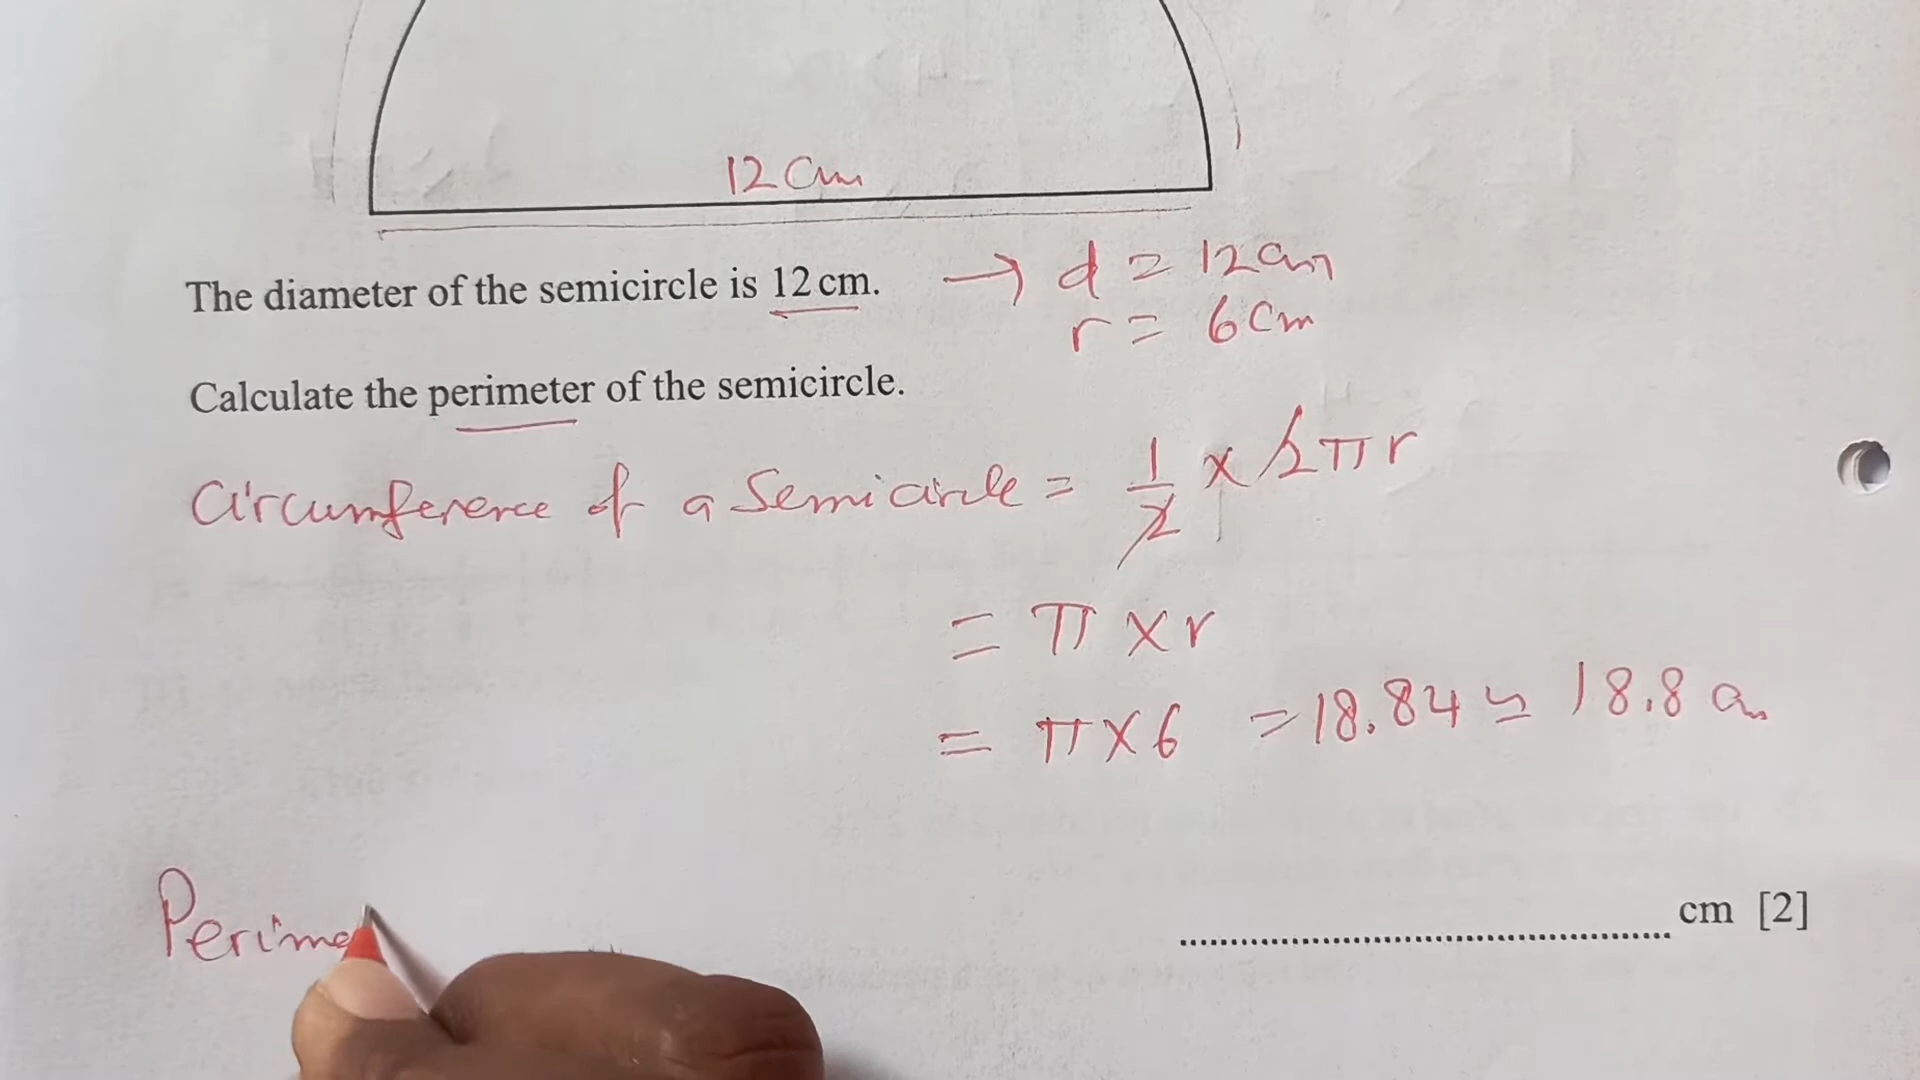 12 cm
The diameter of the semicircle is 12 cm. → d = 12 cm
r = 6 cm
Calculate the perimeter of the semicircle.
Circumference of a Semicircle = 1/2 × 2πr
= π × r
= π × 6 = 18.84 ≃ 18.8 cm
Perime
cm [2]